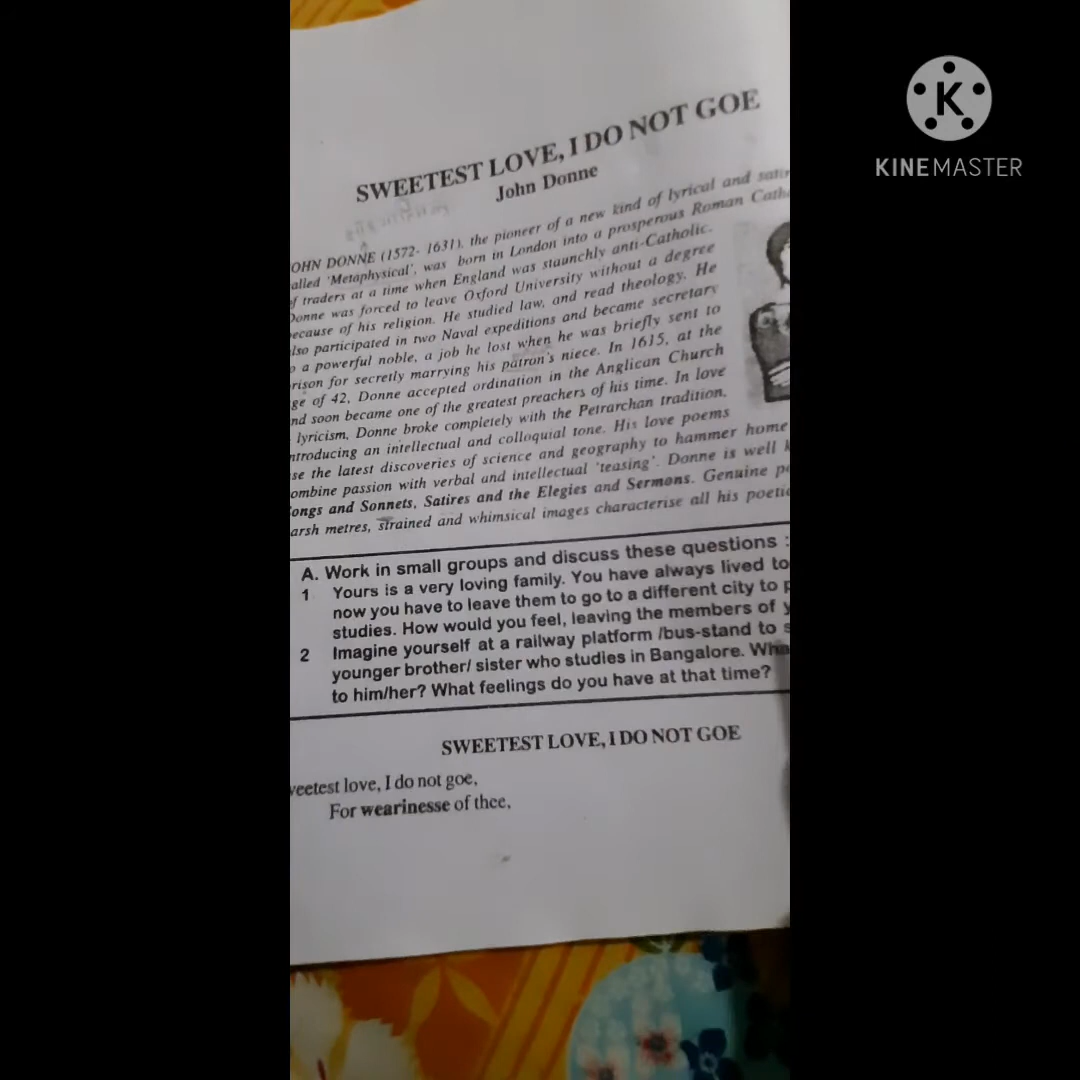 SWEETEST LOVE, I DO NOT GOE
John Donne
OHN DONNE (1572- 1631), the pioneer of a new kind of lyrical and
alled 'Metaphysical', was born in London into a prosperous Roman
f traders at a time when England was staunchly anti-Catholic.
Donne was forced to leave Oxford University without a degree
ecause of his religion. He studied law, and read theology. He
lso participated in two Naval expeditions and became secretary
a powerful noble, a job he lost when he was briefly sent to
rison for secretly marrying his patron's niece. In 1615, at the
ge of 42, Donne accepted ordination in the Anglican Church
nd soon became one of the greatest preachers of his time. In love
lyricism, Donne broke completely with the Petrarchan tradition,
ntroducing an intellectual and colloquial tone. His love poems
se the latest discoveries of science and geography to hammer home
ombine passion with verbal and intellectual 'teasing'. Donne is well
ongs and Sonnets, Satires and the Elegies and Sermons. Genuine
arsh metres, strained and whimsical images characterise all his
A. Work in small groups and discuss these questions :
1 Yours is a very loving family. You have always lived to
now you have to leave them to go to a different city to
studies. How would you feel, leaving the members of
2 Imagine yourself at a railway platform /bus-stand to
younger brother/ sister who studies in Bangalore. Wha
to him/her? What feelings do you have at that time?
SWEETEST LOVE, I DO NOT GOE
weetest love, I do not goe,
For wearinesse of thee,
K
KINEMASTER